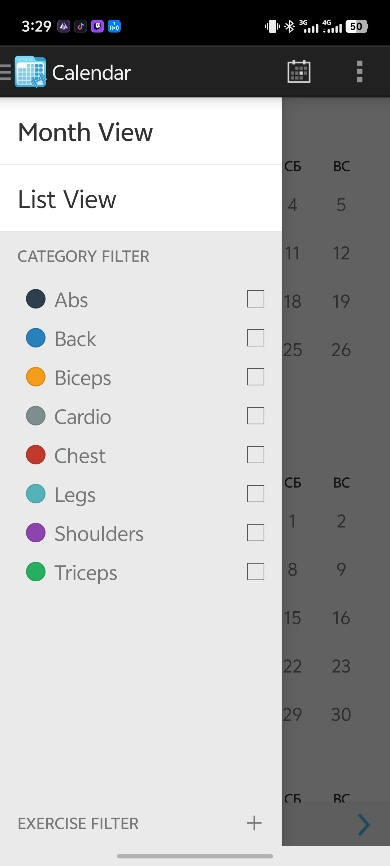 3:29 3G 4G 50
Calendar
Month View
List View
СБ ВС
4 5
11 12
18 19
25 26
CATEGORY FILTER
Abs
Back
Biceps
Cardio
Chest
Legs
Shoulders
Triceps
СБ ВС
1 2
8 9
15 16
22 23
29 30
СБ ВС
EXERCISE FILTER +